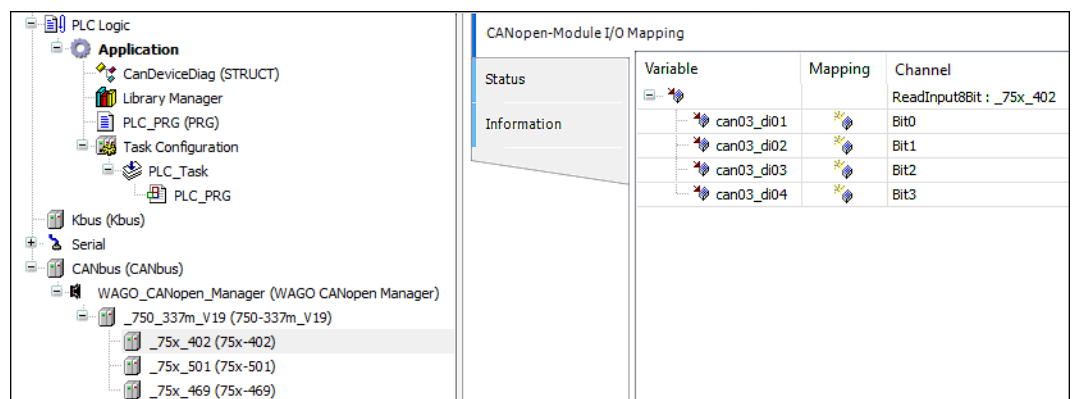 PLC Logic
Application
CanDeviceDiag (STRUCT)
Library Manager
PLC_PRG (PRG)
Task Configuration
PLC_Task
PLC_PRG
Kbus (Kbus)
Serial
CANbus (CANbus)
WAGO_CANopen_Manager (WAGO CANopen Manager)
_750_337m_V19 (750-337m_V19)
_75x_402 (75x-402)
_75x_501 (75x-501)
_75x_469 (75x-469)
CANopen-Module I/O Mapping
Status
Information
Variable Mapping Channel
ReadInput8Bit : _75x_402
can03_di01 Bit0
can03_di02 Bit1
can03_di03 Bit2
can03_di04 Bit3